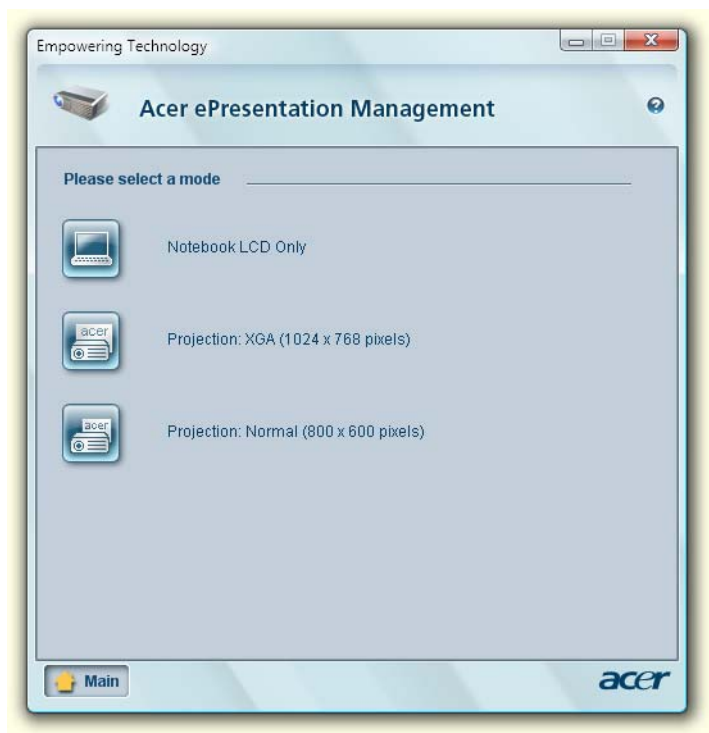 Empowering Technology
Acer ePresentation Management
Please select a mode
Notebook LCD Only
acer
Projection: XGA (1024 x 768 pixels)
acer
Projection: Normal (800 x 600 pixels)
Main
acer